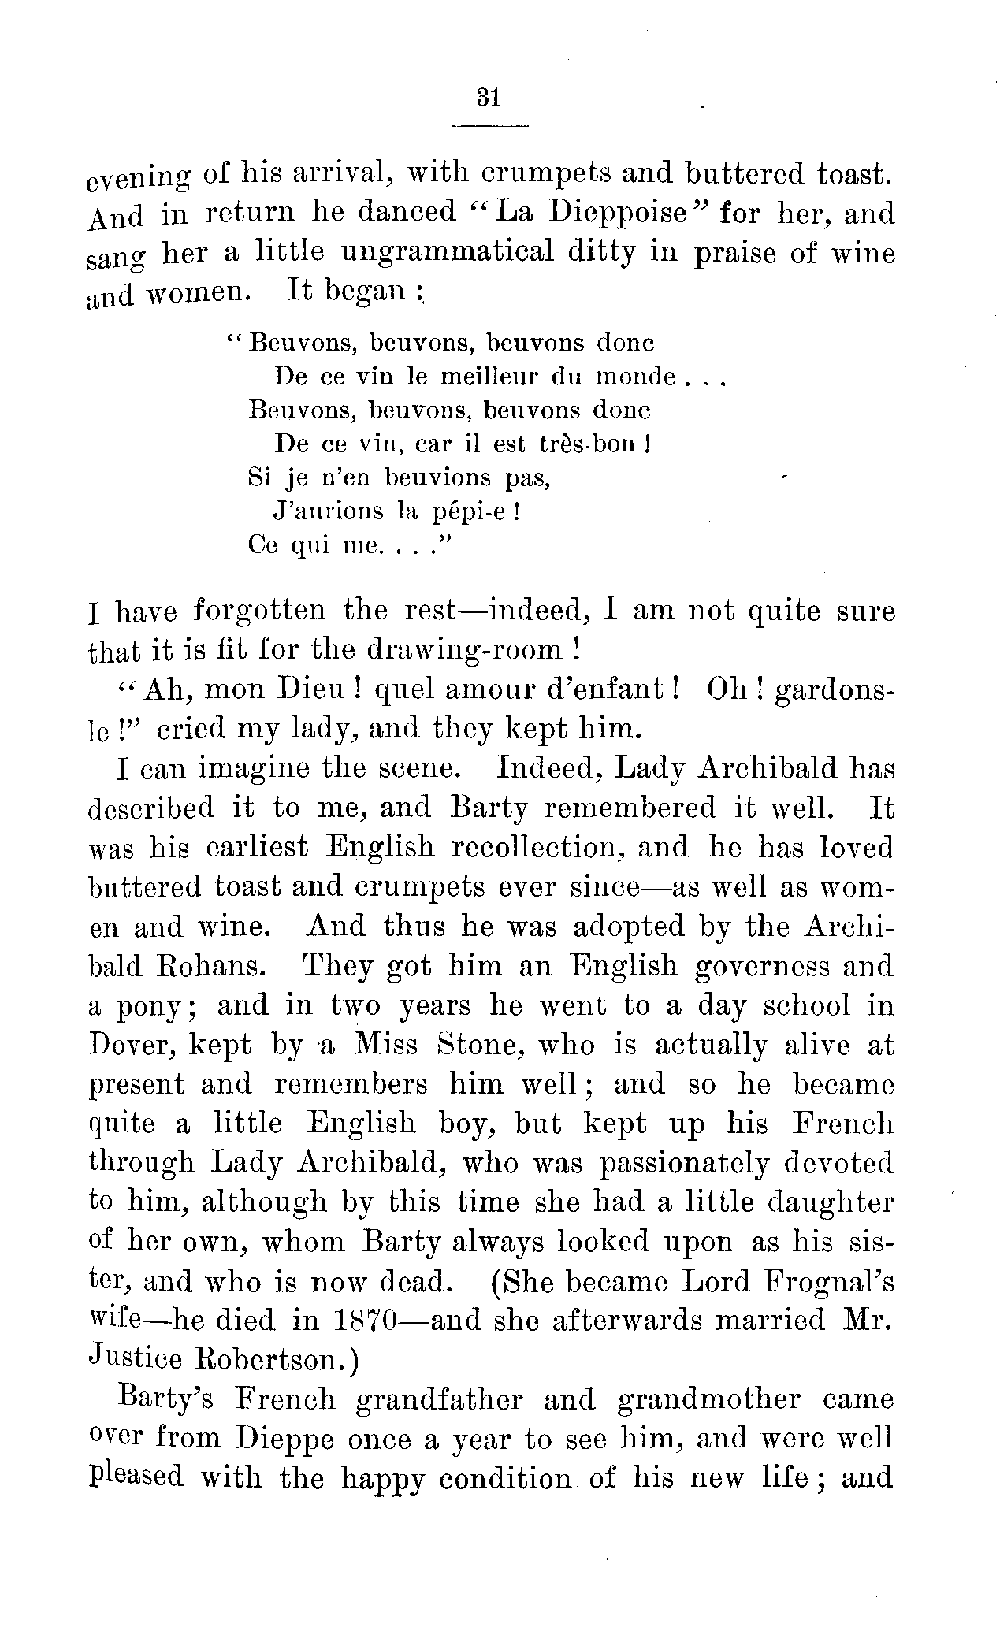 31
evening of his arrival, with crumpets and buttered toast.
And in return he danced “La Dieppoise” for her, and
sang her a little ungrammatical ditty in praise of wine
and women. It began :
“Beuvons, beuvons, beuvons donc
De ce vin le meilleur du monde . . .
Beuvons, beuvons, beuvons donc
De ce vin, car il est très-bon !
Si je n’en beuvions pas,
J’aurions la pépi-e !
Ce qui me. . . .”
I have forgotten the rest—indeed, I am not quite sure
that it is fit for the drawing-room !
“Ah, mon Dieu ! quel amour d’enfant ! Oh ! gardons-
le !” cried my lady, and they kept him.
I can imagine the scene. Indeed, Lady Archibald has
described it to me, and Barty remembered it well. It
was his earliest English recollection, and he has loved
buttered toast and crumpets ever since—as well as wom-
en and wine. And thus he was adopted by the Archi-
bald Rohans. They got him an English governess and
a pony; and in two years he went to a day school in
Dover, kept by a Miss Stone, who is actually alive at
present and remembers him well; and so he became
quite a little English boy, but kept up his French
through Lady Archibald, who was passionately devoted
to him, although by this time she had a little daughter
of her own, whom Barty always looked upon as his sis-
ter, and who is now dead. (She became Lord Frognal’s
wife—he died in 1870—and she afterwards married Mr.
Justice Robertson.)
Barty’s French grandfather and grandmother came
over from Dieppe once a year to see him, and were well
pleased with the happy condition of his new life; and